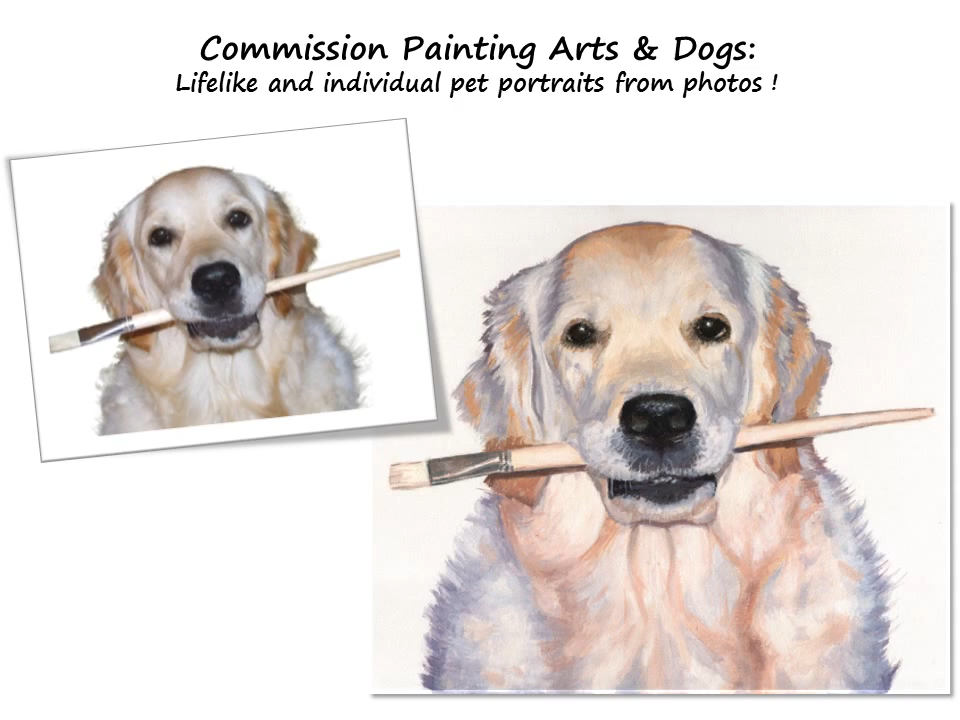 Commission Painting Arts & Dogs:
Lifelike and individual pet portraits from photos !